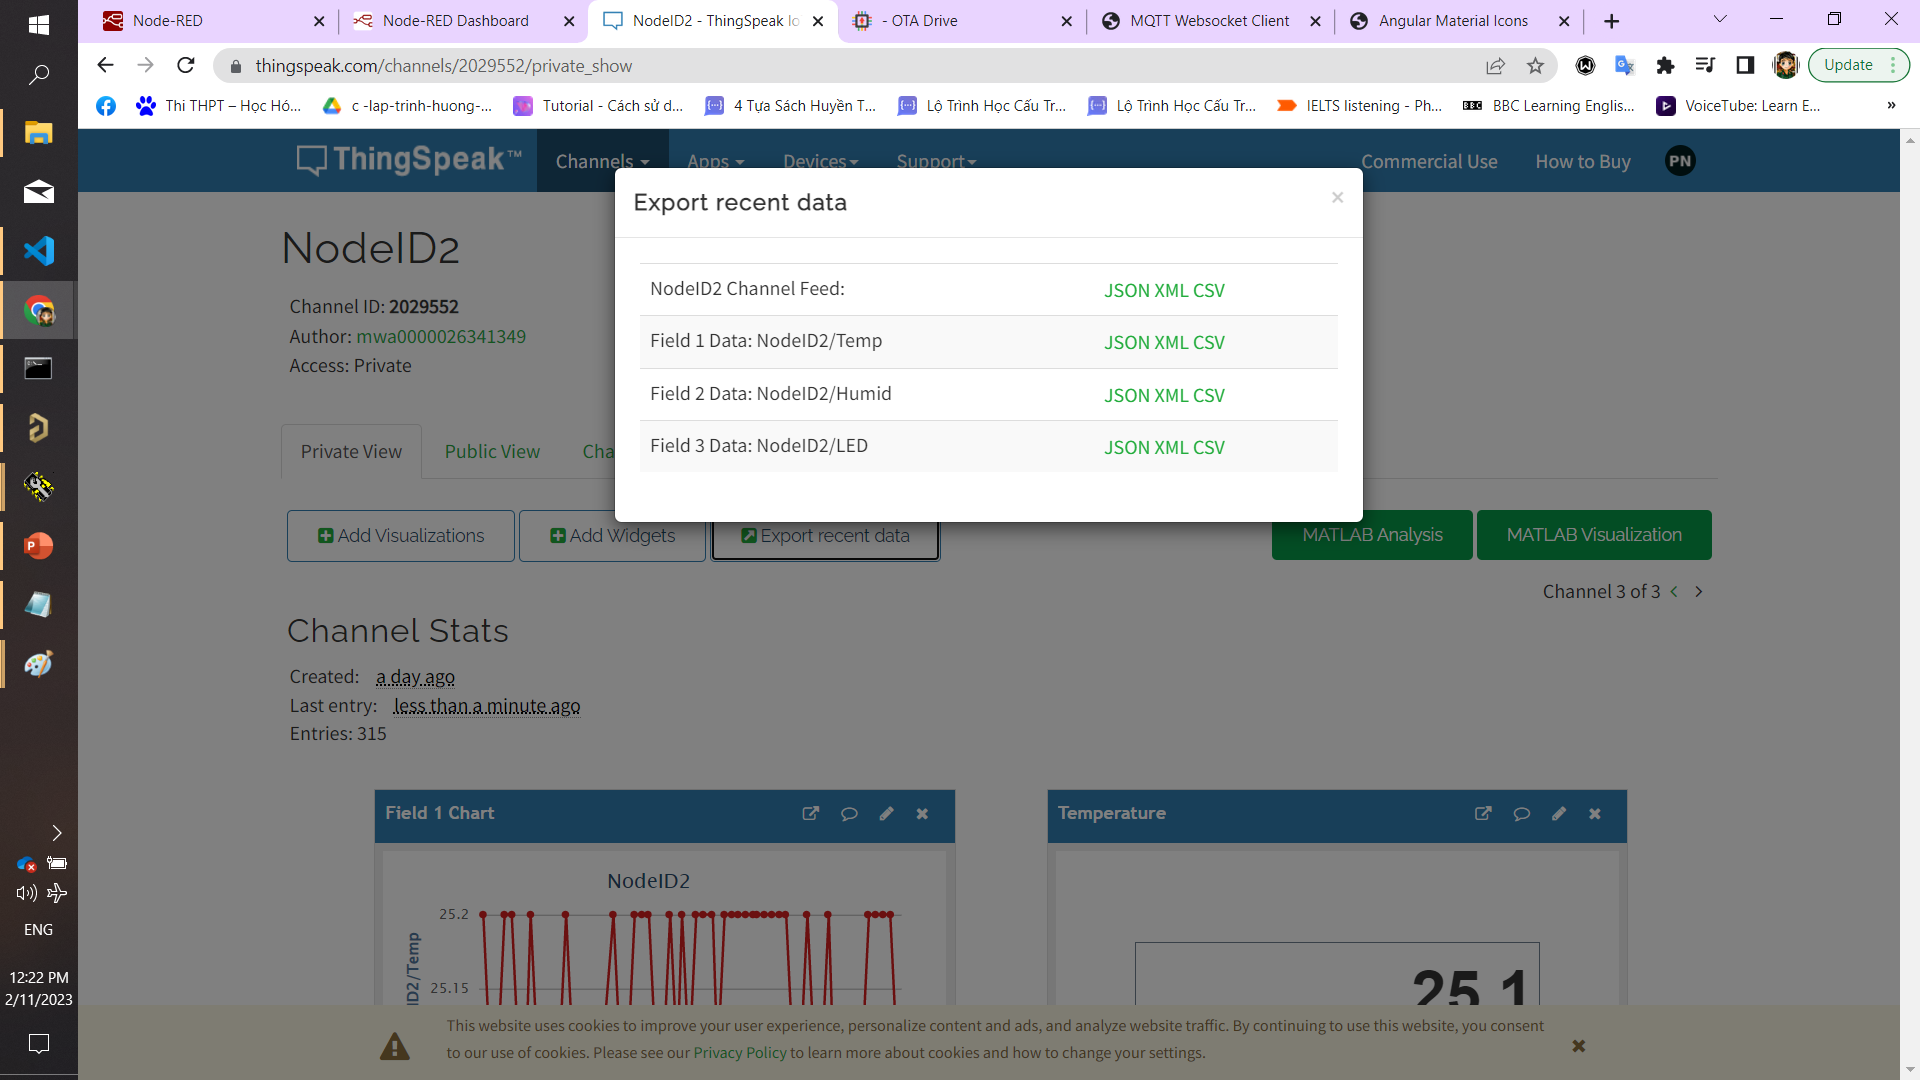 Node-RED
Node-RED Dashboard
NodeID2 - ThingSpeak Io
- OTA Drive
MQTT Websocket Client
Angular Material Icons
thingspeak.com/channels/2029552/private_show
Update
Thi THPT – Học Hó...
c -lap-trinh-huong-...
Tutorial - Cách sử d...
4 Tựa Sách Huyền T...
Lộ Trình Học Cấu Tr...
Lộ Trình Học Cấu Tr...
IELTS listening - Ph...
BBC BBC Learning Englis...
VoiceTube: Learn E...
»
ThingSpeak™
Channels
Apps
Devices
Support
Commercial Use
How to Buy
PN
Export recent data
×
NodeID2 Channel Feed: JSON XML CSV
Field 1 Data: NodeID2/Temp JSON XML CSV
Field 2 Data: NodeID2/Humid JSON XML CSV
Field 3 Data: NodeID2/LED JSON XML CSV
NodeID2
Channel ID: 2029552
Author: mwa0000026341349
Access: Private
Private View
Public View
Cha
Add Visualizations
Add Widgets
Export recent data
MATLAB Analysis
MATLAB Visualization
Channel 3 of 3 < >
Channel Stats
Created: a day ago
Last entry: less than a minute ago
Entries: 315
Field 1 Chart
NodeID2
25.2
25.15
ID2/Temp
Temperature
25.1
This website uses cookies to improve your user experience, personalize content and ads, and analyze website traffic. By continuing to use this website, you consent
to our use of cookies. Please see our Privacy Policy to learn more about cookies and how to change your settings.
ENG
12:22 PM
2/11/2023